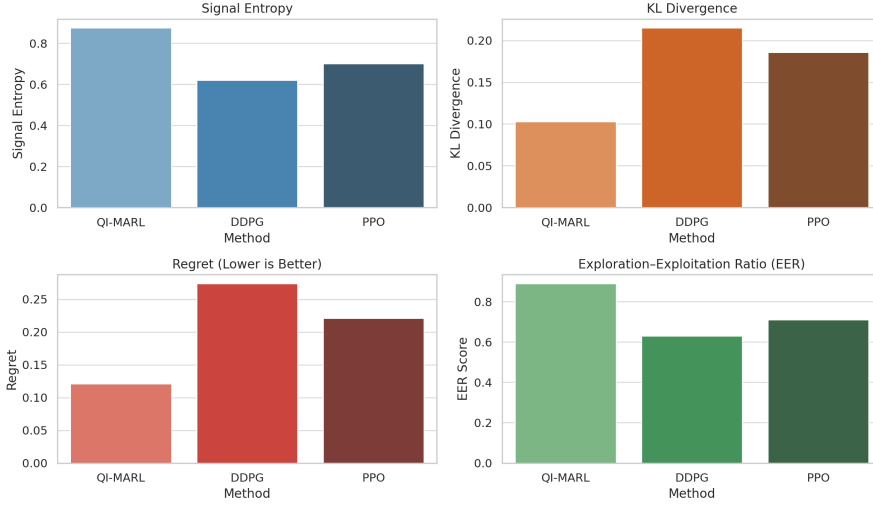 Signal Entropy
Signal Entropy
0.8
0.6
0.4
0.2
0.0
QI-MARL DDPG PPO
Method
KL Divergence
KL Divergence
0.20
0.15
0.10
0.05
0.00
QI-MARL DDPG PPO
Method
Regret (Lower is Better)
Regret
0.25
0.20
0.15
0.10
0.05
0.00
QI-MARL DDPG PPO
Method
Exploration–Exploitation Ratio (EER)
EER Score
0.8
0.6
0.4
0.2
0.0
QI-MARL DDPG PPO
Method